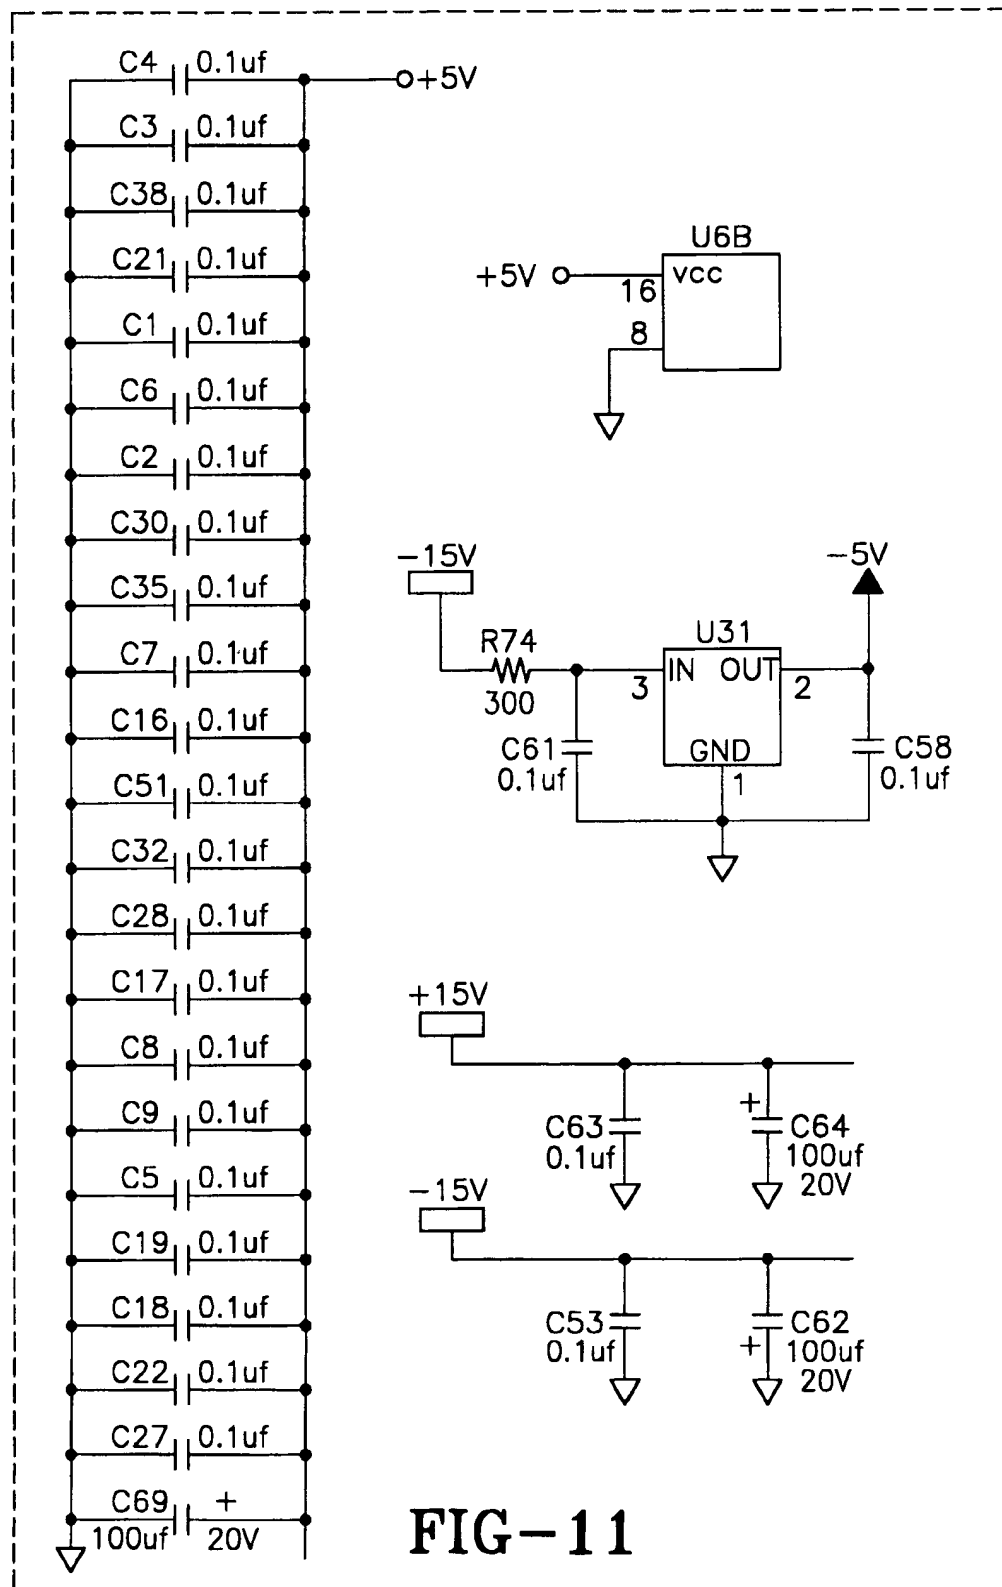 C4 0.1uf
+5V
C3 0.1uf
C38 0.1uf
C21 0.1uf
C1 0.1uf
C6 0.1uf
C2 0.1uf
C30 0.1uf
C35 0.1uf
C7 0.1uf
C16 0.1uf
C51 0.1uf
C32 0.1uf
C28 0.1uf
C17 0.1uf
C8 0.1uf
C9 0.1uf
C5 0.1uf
C19 0.1uf
C18 0.1uf
C22 0.1uf
C27 0.1uf
C69 +
100uf 20V
U6B
+5V 16 VCC
8
-15V
-5V
R74
300
U31
3 IN OUT 2
GND
1
C61
0.1uf
C58
0.1uf
+15V
C63
0.1uf
+ C64
100uf
20V
-15V
C53
0.1uf
C62
+ 100uf
20V
FIG-11